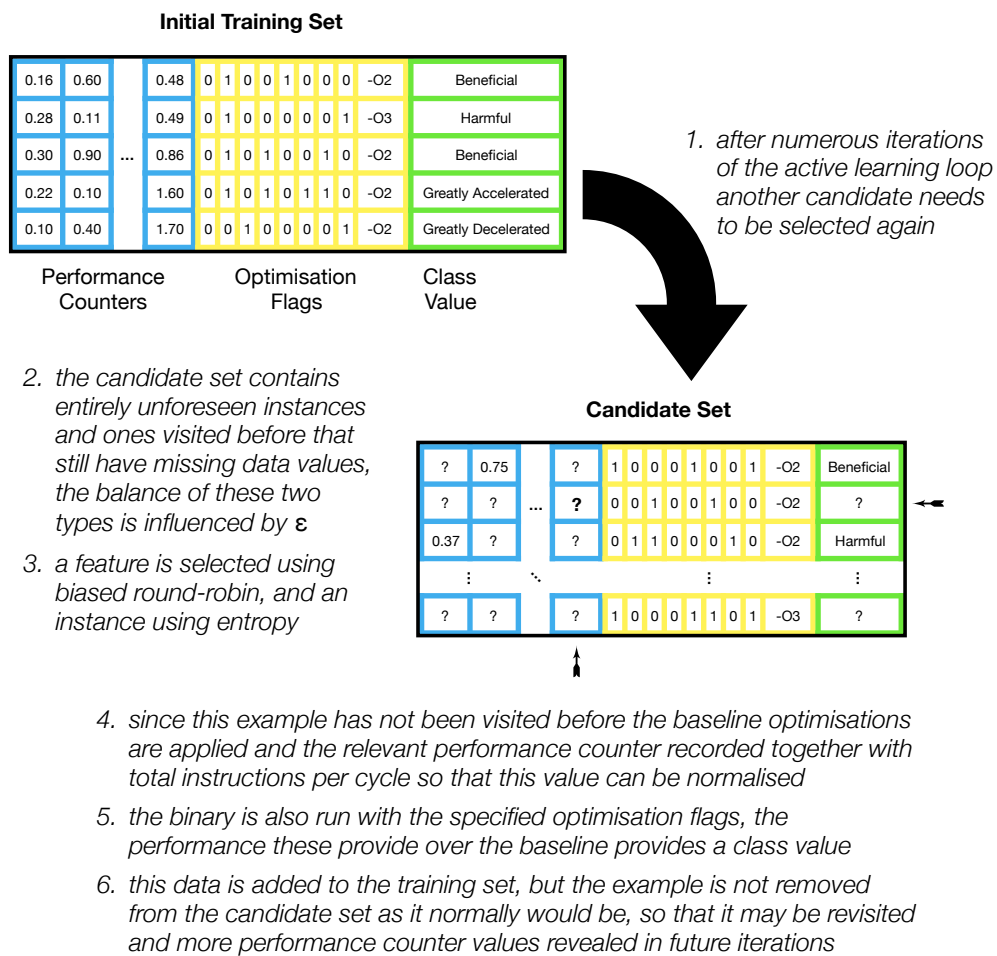 Initial Training Set
0.16 0.60 0.48 0 1 0 0 1 0 0 0 -O2 Beneficial
0.28 0.11 0.49 0 1 0 0 0 0 0 1 -O3 Harmful
0.30 0.90 ... 0.86 0 1 0 1 0 0 1 0 -O2 Beneficial
0.22 0.10 1.60 0 1 0 1 0 1 1 0 -O2 Greatly Accelerated
0.10 0.40 1.70 0 0 1 0 0 0 0 1 -O2 Greatly Decelerated
Performance
Counters
Optimisation
Flags
Class
Value
1. after numerous iterations
of the active learning loop
another candidate needs
to be selected again
2. the candidate set contains
entirely unforeseen instances
and ones visited before that
still have missing data values,
the balance of these two
types is influenced by ε
3. a feature is selected using
biased round-robin, and an
instance using entropy
Candidate Set
? 0.75 ? 1 0 0 0 1 0 0 1 -O2 Beneficial
? ? ... ? 0 0 1 0 0 1 0 0 -O2 ?
0.37 ? ? 0 1 1 0 0 0 1 0 -O2 Harmful
⋮ ⋱ ⋮ ⋮
? ? ? 1 0 0 0 1 1 0 1 -O3 ?
4. since this example has not been visited before the baseline optimisations
are applied and the relevant performance counter recorded together with
total instructions per cycle so that this value can be normalised
5. the binary is also run with the specified optimisation flags, the
performance these provide over the baseline provides a class value
6. this data is added to the training set, but the example is not removed
from the candidate set as it normally would be, so that it may be revisited
and more performance counter values revealed in future iterations